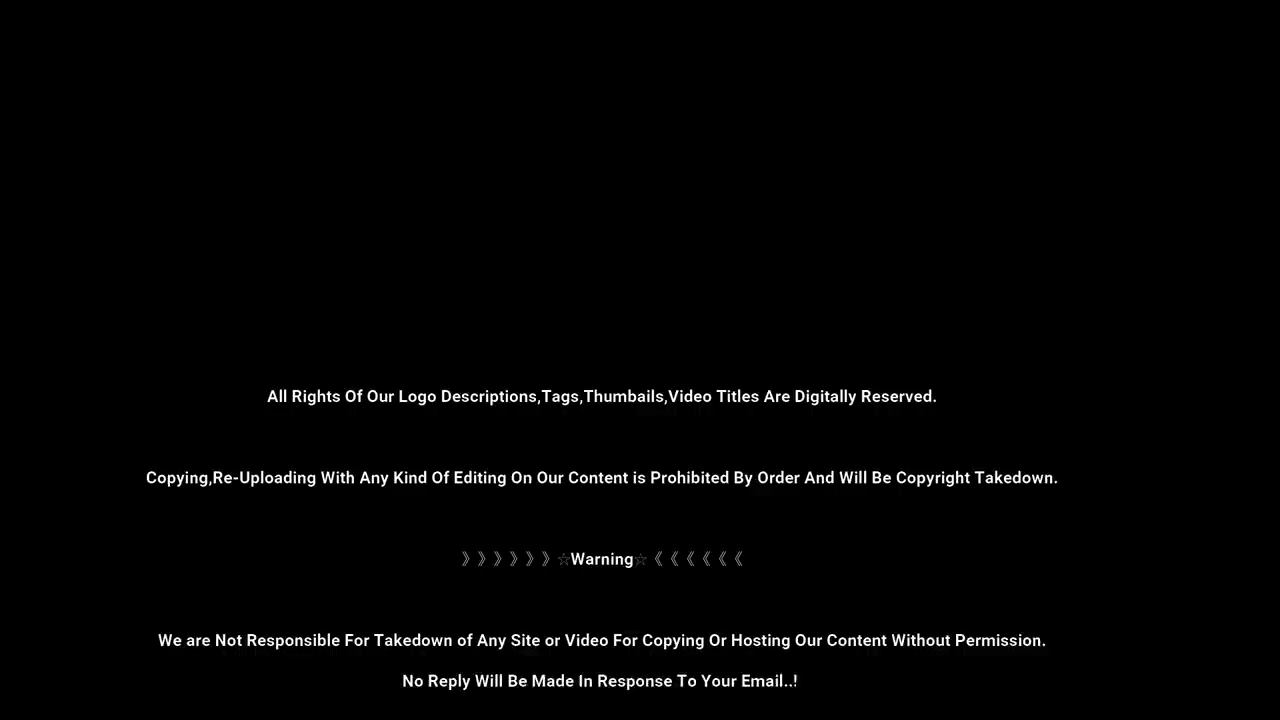 All Rights Of Our Logo Descriptions,Tags,Thumbails,Video Titles Are Digitally Reserved.
Copying,Re-Uploading With Any Kind Of Editing On Our Content is Prohibited By Order And Will Be Copyright Takedown.
》》》》》》☆Warning☆《《《《《《
We are Not Responsible For Takedown of Any Site or Video For Copying Or Hosting Our Content Without Permission.
No Reply Will Be Made In Response To Your Email..!